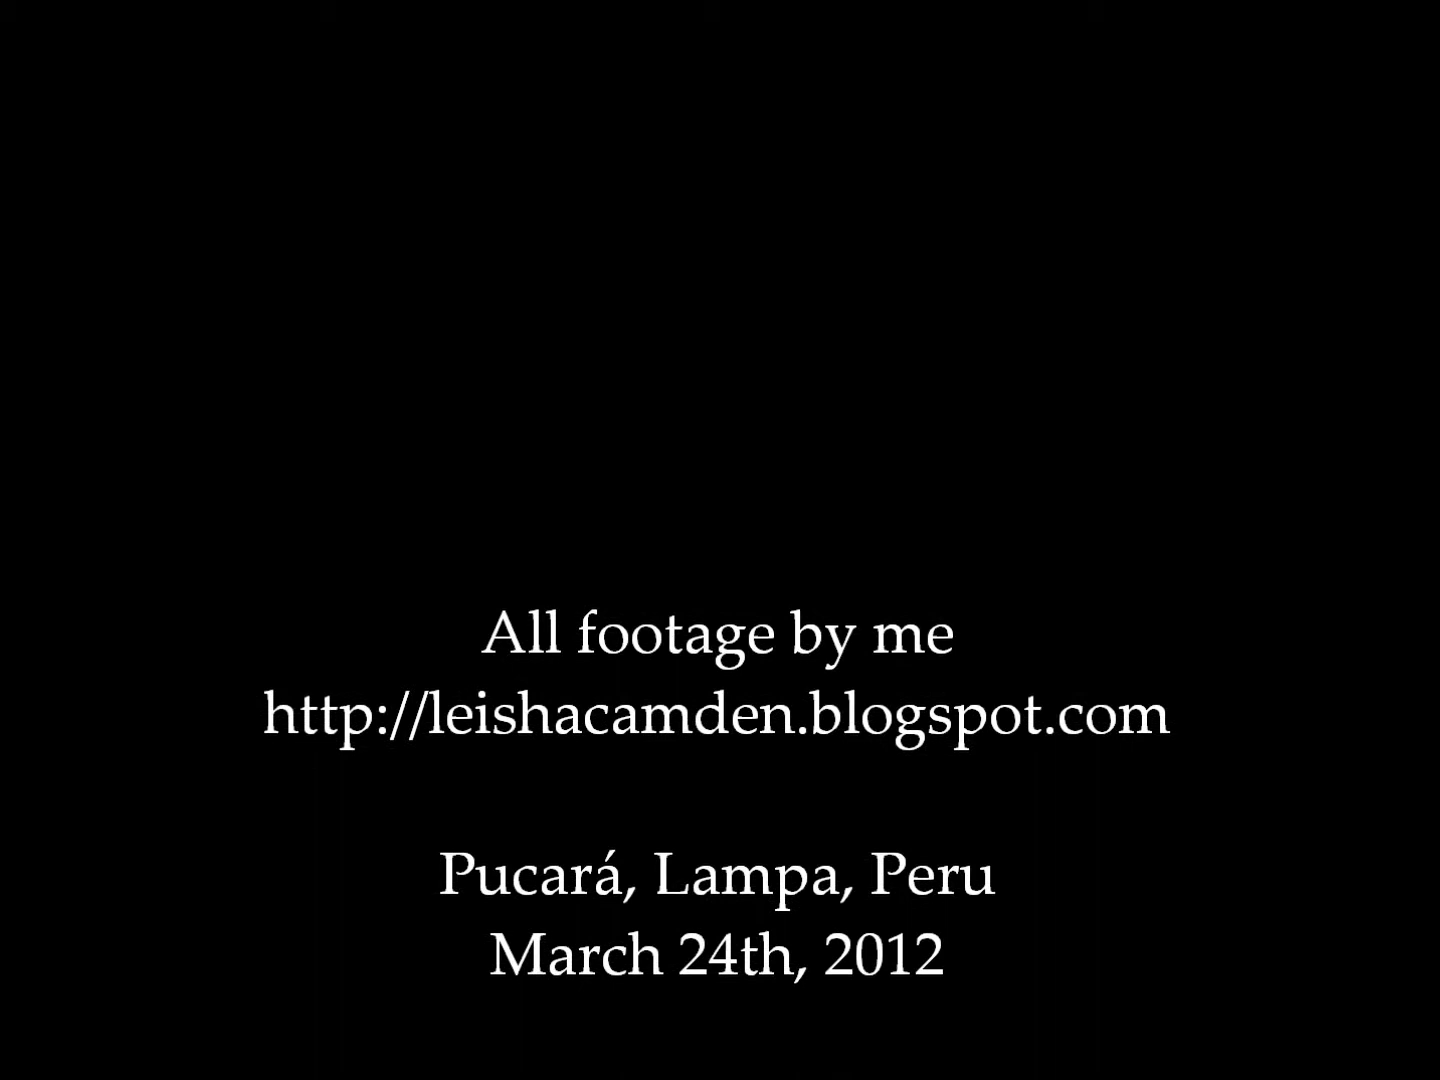 All footage by me
http://leishacamden.blogspot.com
Pucará, Lampa, Peru
March 24th, 2012